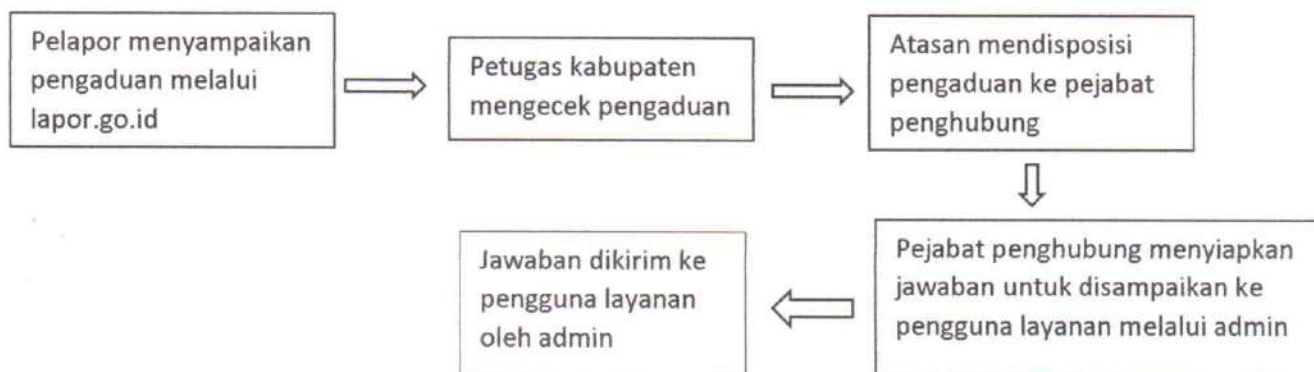 Pelapor menyampaikan
pengaduan melalui
lapor.go.id
Petugas kabupaten
mengecek pengaduan
Atasan mendisposisi
pengaduan ke pejabat
penghubung
Pejabat penghubung menyiapkan
jawaban untuk disampaikan ke
pengguna layanan melalui admin
Jawaban dikirim ke
pengguna layanan
oleh admin